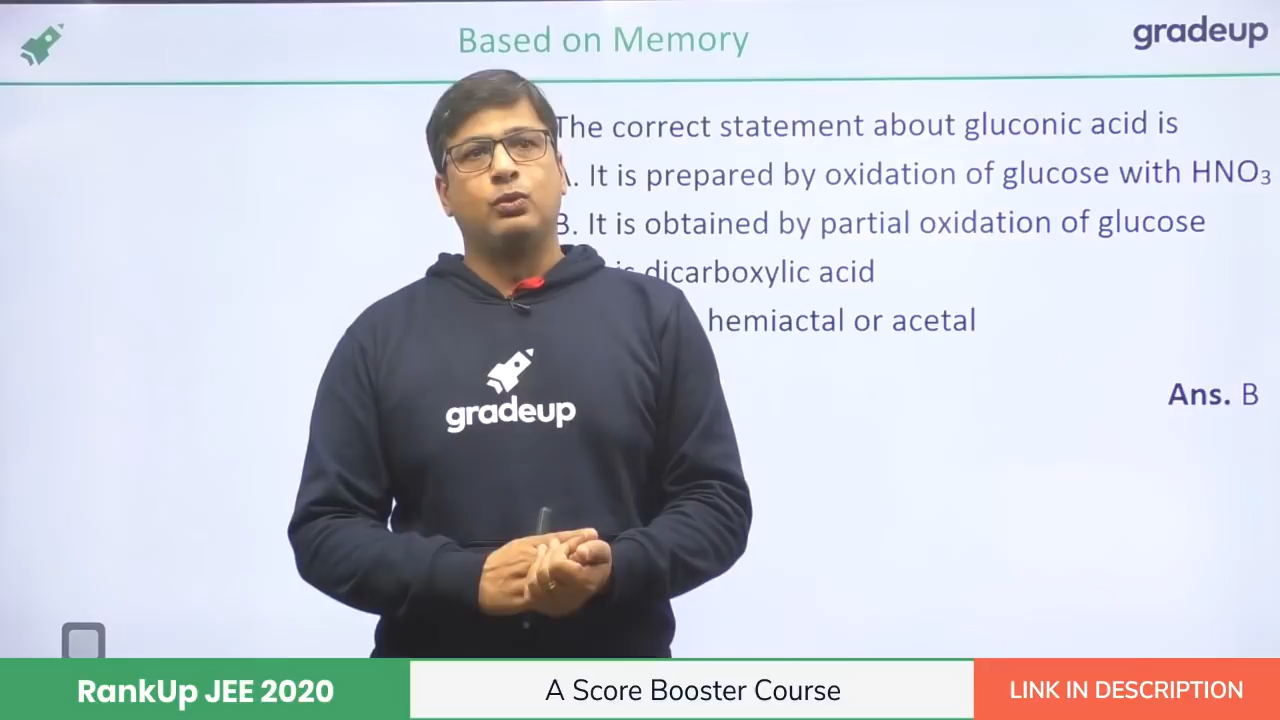 Based on Memory
gradeup
The correct statement about gluconic acid is
A. It is prepared by oxidation of glucose with HNO₃
B. It is obtained by partial oxidation of glucose
is dicarboxylic acid
hemiactal or acetal
Ans. B
gradeup
RankUp JEE 2020
A Score Booster Course
LINK IN DESCRIPTION